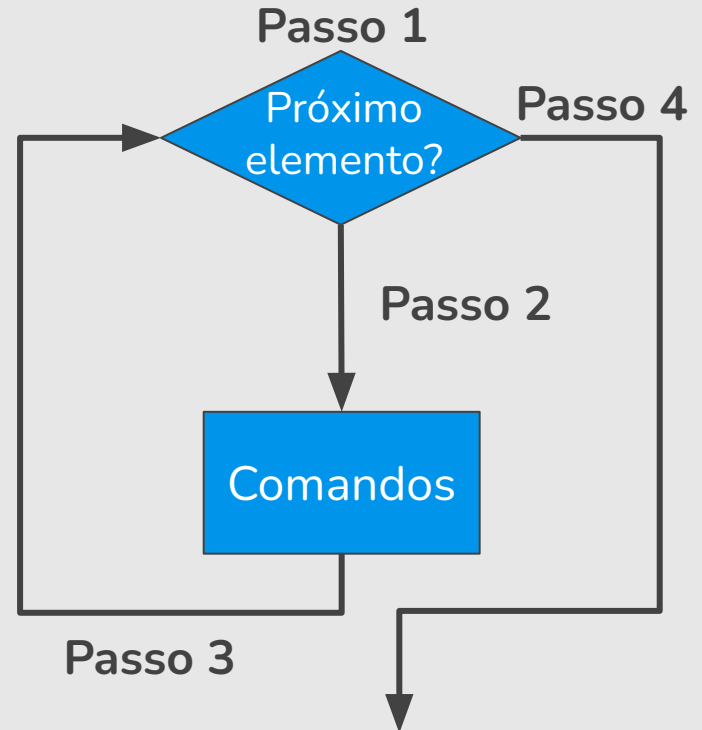 Passo 1
Próximo
elemento?
Passo 4
Passo 2
Comandos
Passo 3